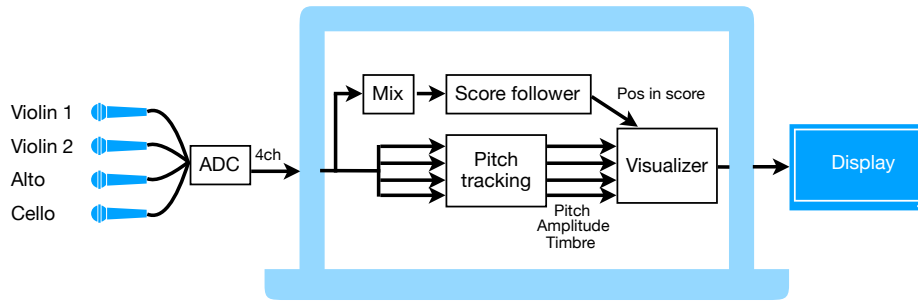 Violin 1
Violin 2
Alto
Cello
ADC
4ch
Mix
Score follower
Pos in score
Pitch
tracking
Pitch
Amplitude
Timbre
Visualizer
Display